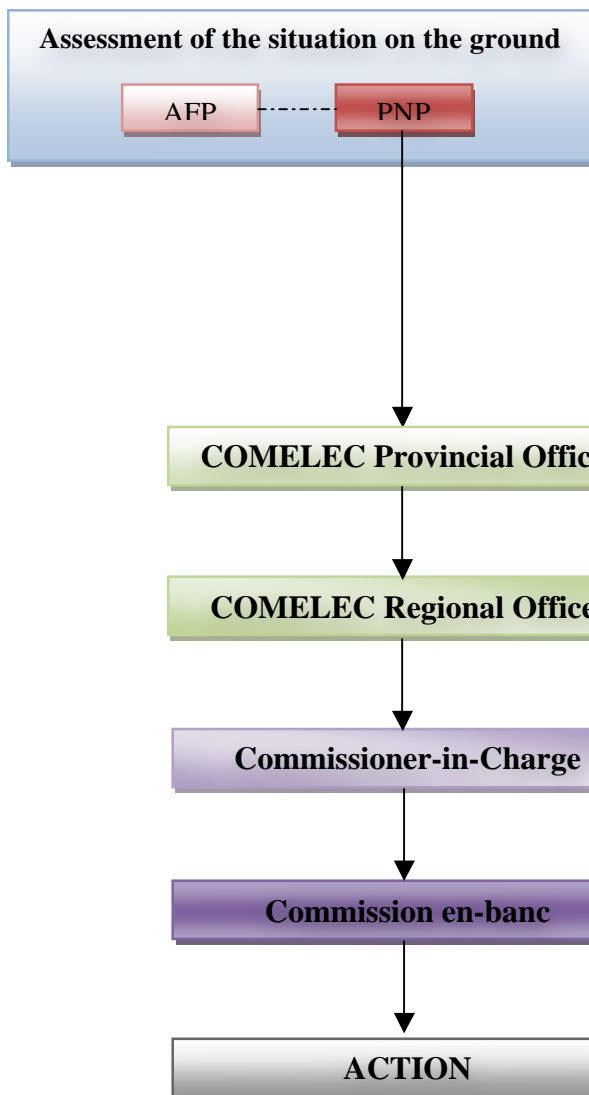 Assessment of the situation on the ground
AFP PNP
COMELEC Provincial Offic
COMELEC Regional Office
Commissioner-in-Charge
Commission en-banc
ACTION